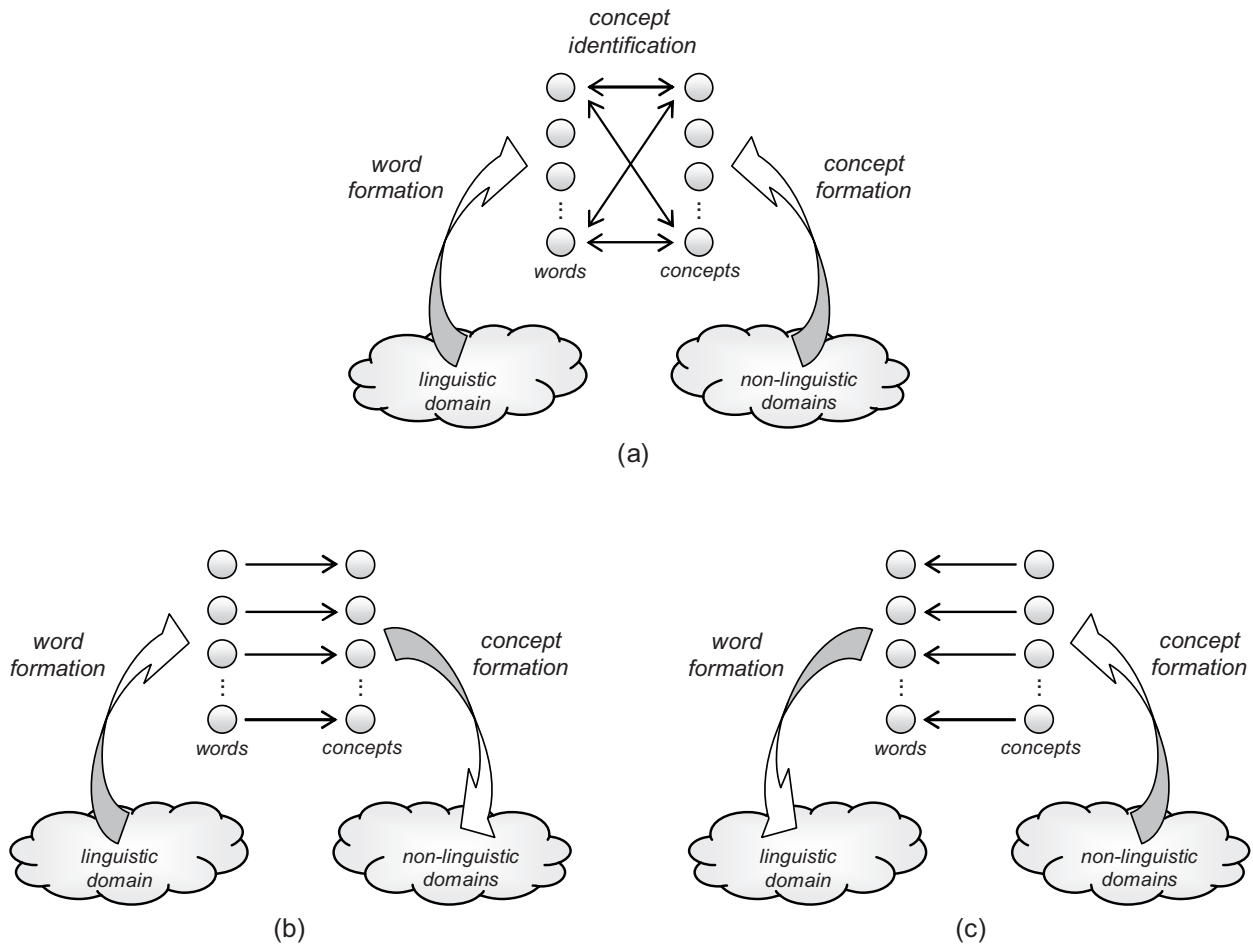 concept
identification
word
formation
concept
formation
words
concepts
linguistic
domain
non-linguistic
domains
(a)
word
formation
concept
formation
words
concepts
linguistic
domain
non-linguistic
domains
(b)
word
formation
concept
formation
words
concepts
linguistic
domain
non-linguistic
domains
(c)